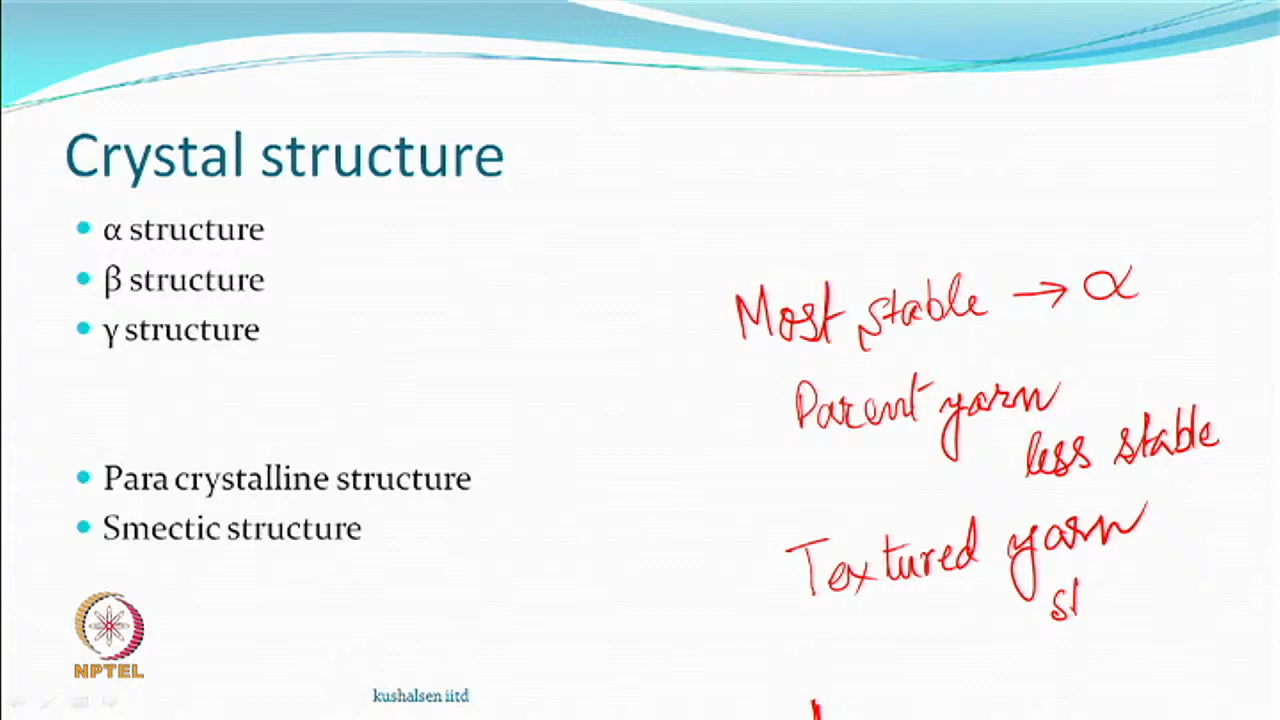 Crystal structure
α structure
β structure
γ structure
Para crystalline structure
Smectic structure
Most stable → α
Parent yarn
less stable
Textured yarn
st
NPTEL
kushalsen iitd